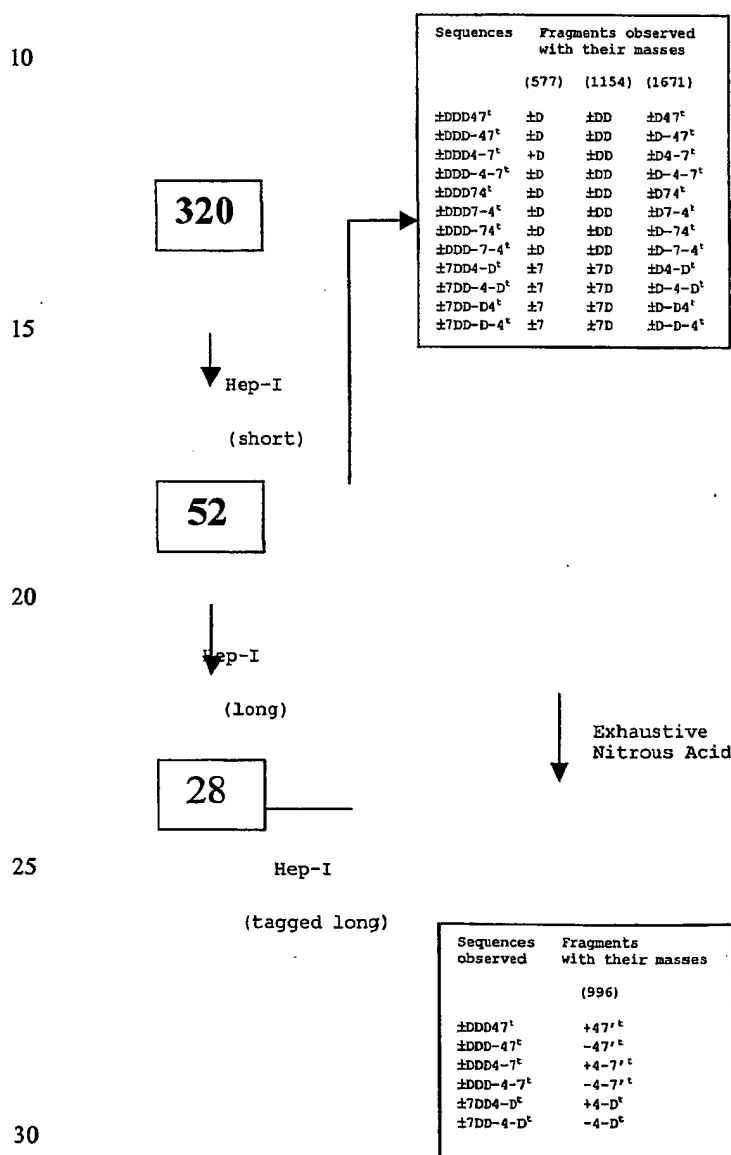 10
Sequences Fragments observed
with their masses
(577) (1154) (1671)
±DDD47ᵗ ±D ±DD ±D47ᵗ
±DDD-47ᵗ ±D ±DD ±D-47ᵗ
±DDD4-7ᵗ +D ±DD ±D4-7ᵗ
±DDD-4-7ᵗ ±D ±DD ±D-4-7ᵗ
±DDD74ᵗ ±D ±DD ±D74ᵗ
±DDD7-4ᵗ ±D ±DD ±D7-4ᵗ
±DDD-74ᵗ ±D ±DD ±D-74ᵗ
±DDD-7-4ᵗ ±D ±DD ±D-7-4ᵗ
±7DD4-Dᵗ ±7 ±7D ±D4-Dᵗ
±7DD-4-Dᵗ ±7 ±7D ±D-4-Dᵗ
±7DD-D4ᵗ ±7 ±7D ±D-D4ᵗ
±7DD-D-4ᵗ ±7 ±7D ±D-D-4ᵗ
320
15
Hep-I
(short)
52
20
Hep-I
(long)
Exhaustive
Nitrous Acid
28
25
Hep-I
(tagged long)
Sequences Fragments
observed with their masses
(996)
±DDD47ᵗ +47'ᵗ
±DDD-47ᵗ -47'ᵗ
±DDD4-7ᵗ +4-7'ᵗ
±DDD-4-7ᵗ -4-7'ᵗ
±7DD4-Dᵗ +4-Dᵗ
±7DD-4-Dᵗ -4-Dᵗ
30